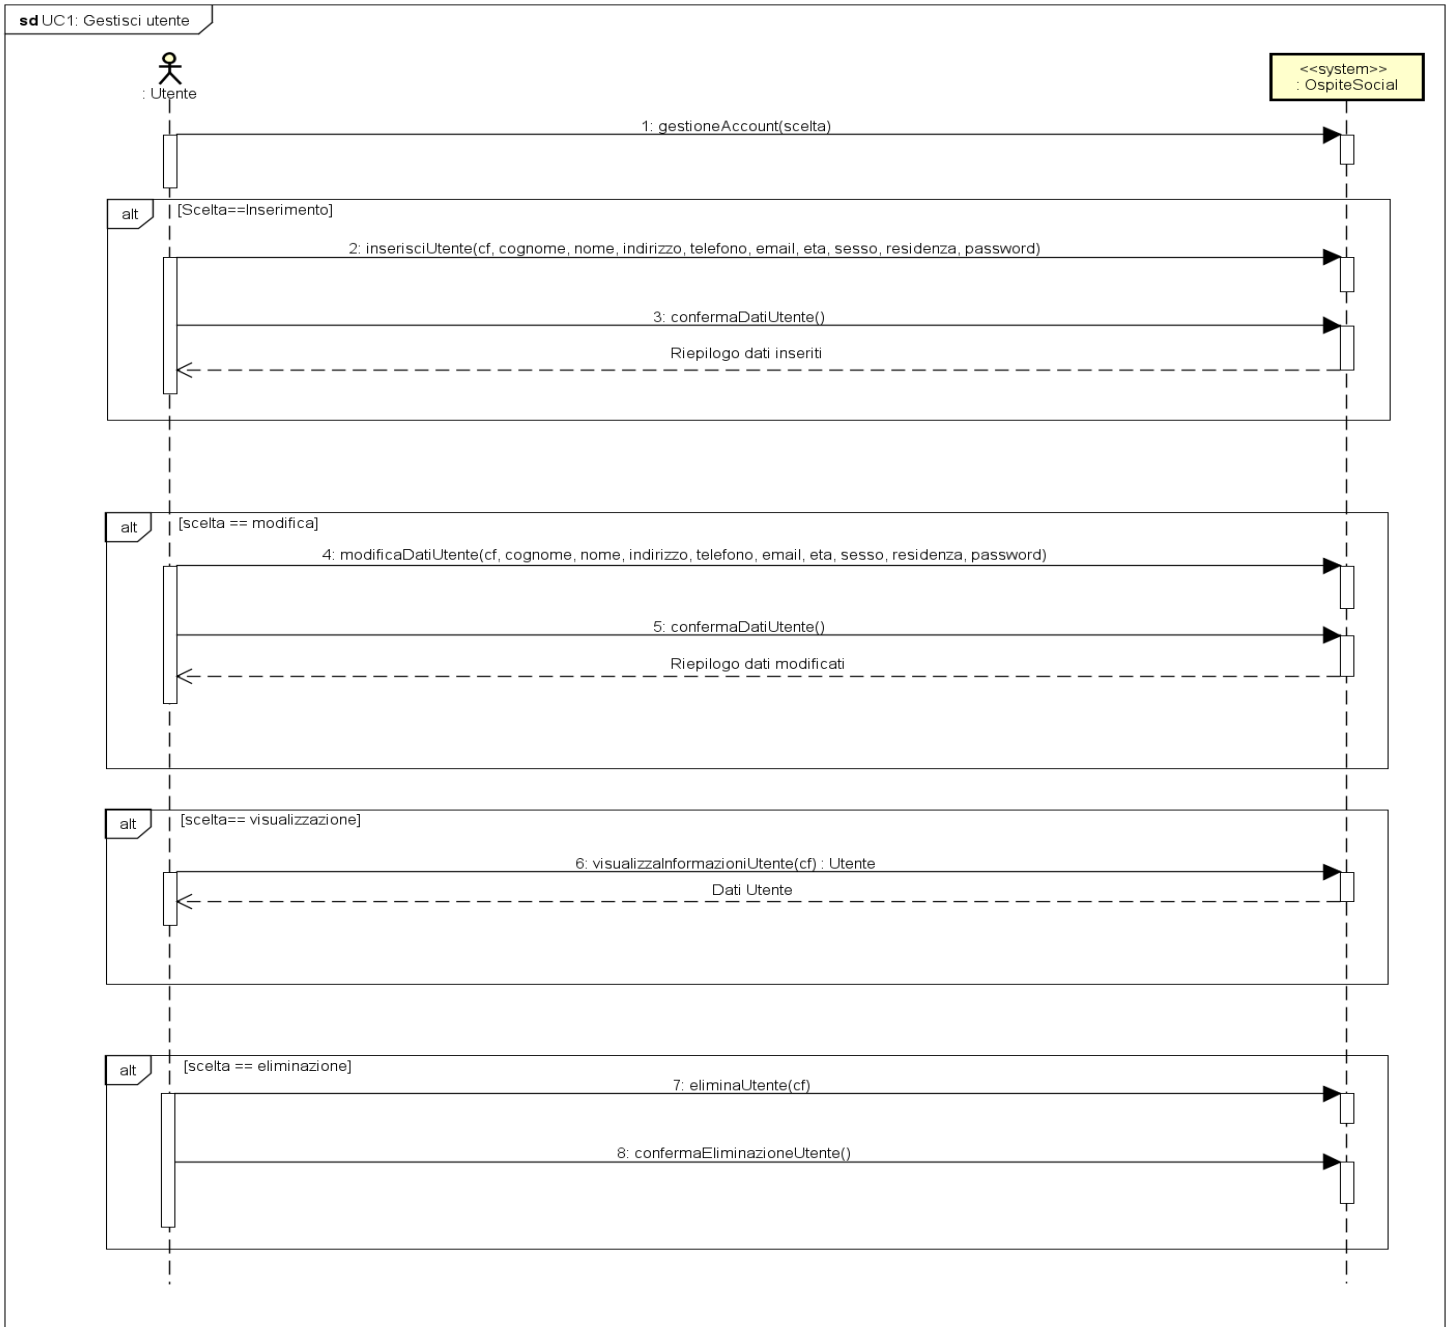 sd UC1: Gestisci utente
: Utente
<<system>>
: OspiteSocial
1: gestioneAccount(scelta)
alt
[Scelta==Inserimento]
2: inserisciUtente(cf, cognome, nome, indirizzo, telefono, email, eta, sesso, residenza, password)
3: confermaDatiUtente()
Riepilogo dati inseriti
alt
[scelta == modifica]
4: modificaDatiUtente(cf, cognome, nome, indirizzo, telefono, email, eta, sesso, residenza, password)
5: confermaDatiUtente()
Riepilogo dati modificati
alt
[scelta== visualizzazione]
6: visualizzaInformazioniUtente(cf) : Utente
Dati Utente
alt
[scelta == eliminazione]
7: eliminaUtente(cf)
8: confermaEliminazioneUtente()